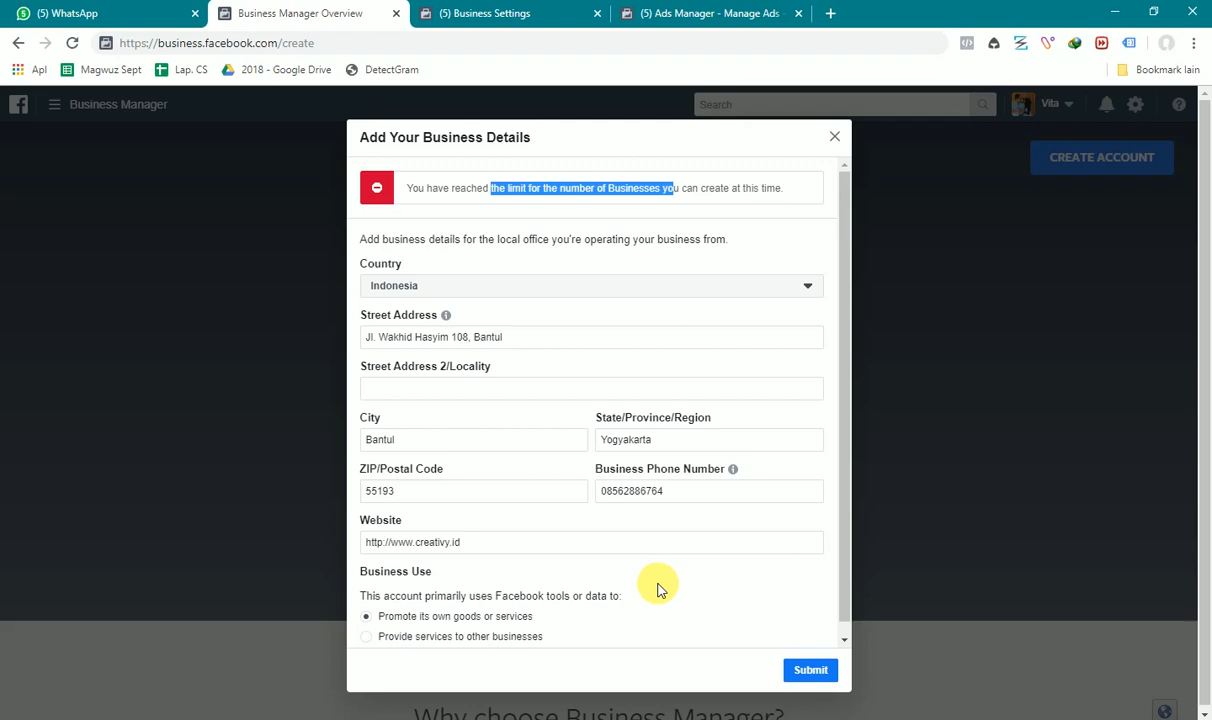 (5) WhatsApp
Business Manager Overview
(5) Business Settings
(5) Ads Manager - Manage Ads -
https://business.facebook.com/create
Apl
Magwuz Sept
Lap. CS
2018 - Google Drive
DetectGram
Bookmark lain
Business Manager
Search
Vita
CREATE ACCOUNT
Add Your Business Details
You have reached the limit for the number of Businesses you can create at this time.
Add business details for the local office you're operating your business from.
Country
Indonesia
Street Address
Jl. Wakhid Hasyim 108, Bantul
Street Address 2/Locality
City
State/Province/Region
Bantul
Yogyakarta
ZIP/Postal Code
Business Phone Number
55193
08562886764
Website
http://www.creativy.id
Business Use
This account primarily uses Facebook tools or data to:
Promote its own goods or services
Provide services to other businesses
Submit
Why choose Business Manager?